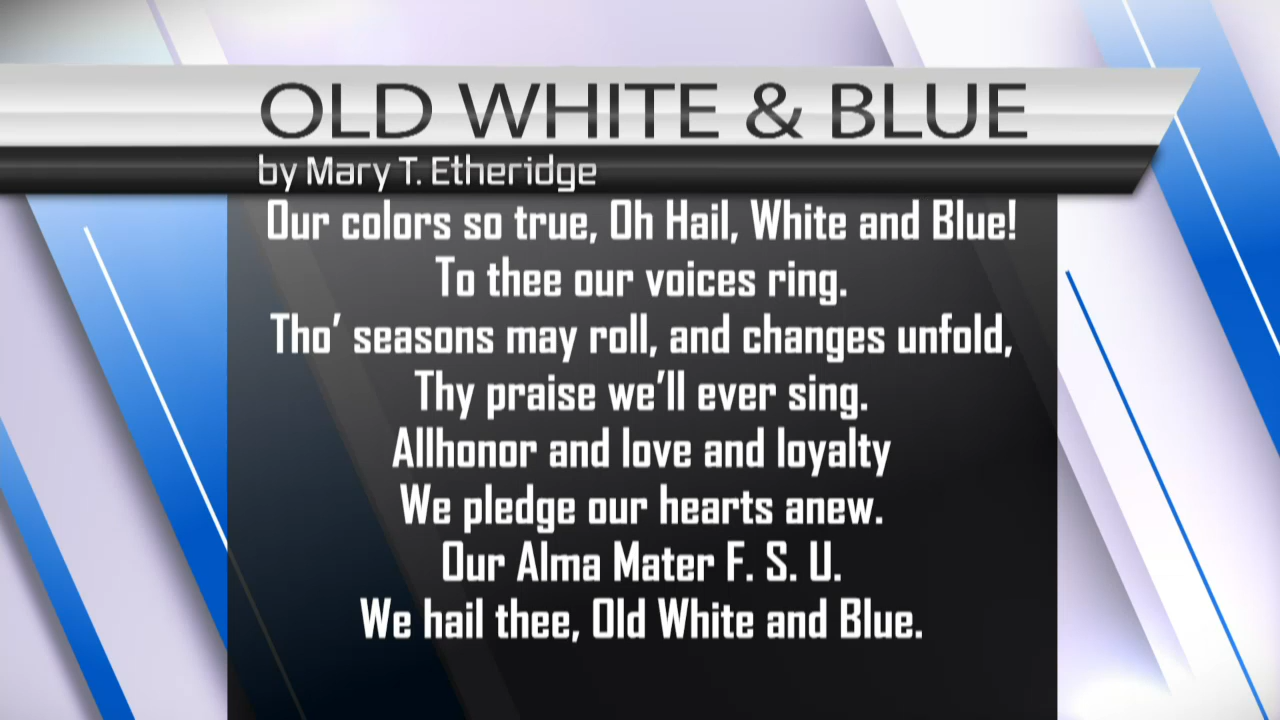 OLD WHITE & BLUE
by Mary T. Etheridge
Our colors so true, Oh Hail, White and Blue!
To thee our voices ring.
Tho’ seasons may roll, and changes unfold,
Thy praise we’ll ever sing.
Allhonor and love and loyalty
We pledge our hearts anew.
Our Alma Mater F. S. U.
We hail thee, Old White and Blue.